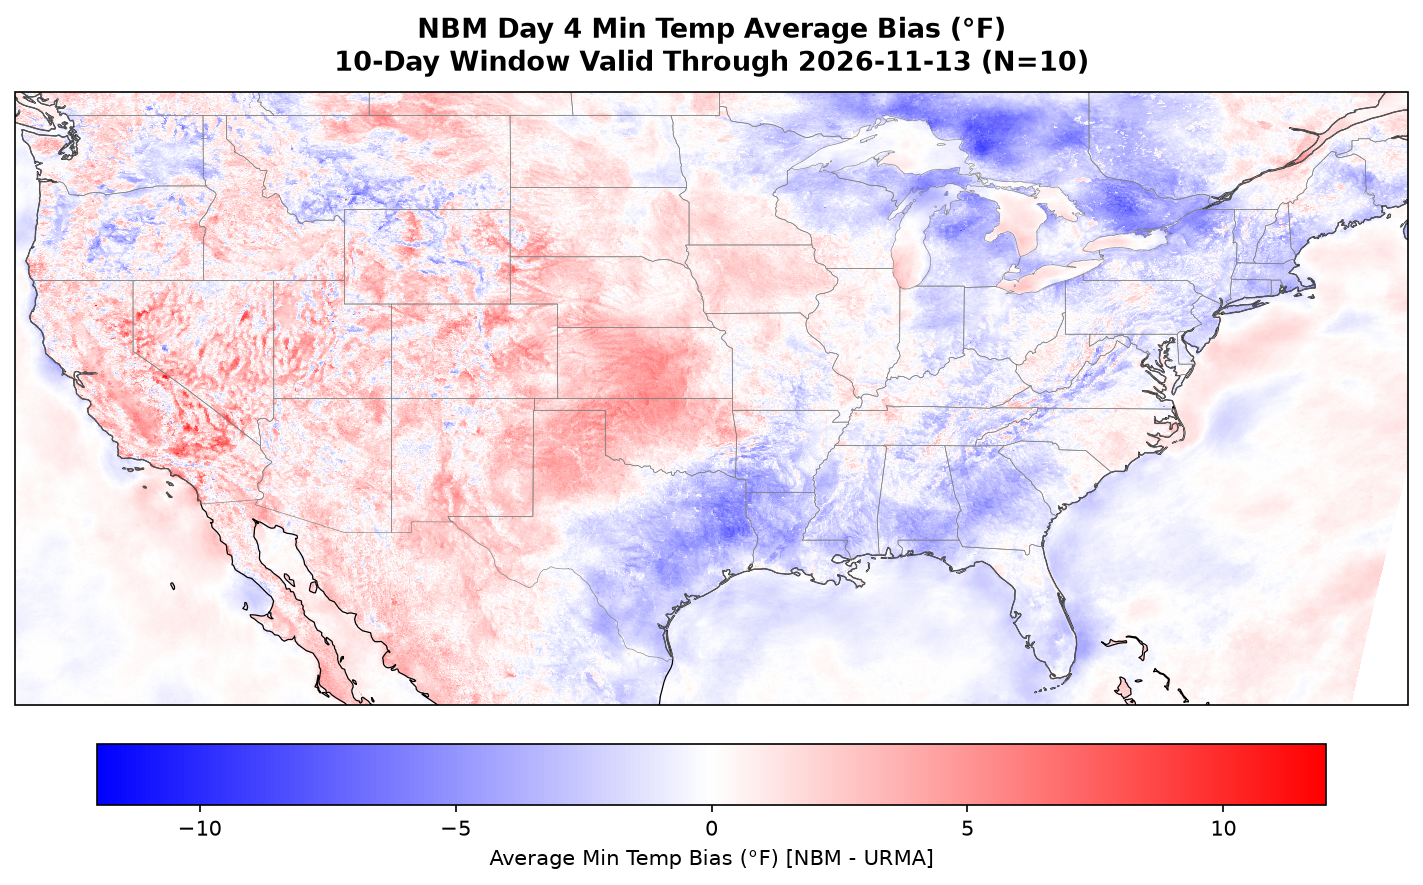 NBM Day 4 Min Temp Average Bias (°F)
10-Day Window Valid Through 2026-11-13 (N=10)
−10
−5
0
5
10
Average Min Temp Bias (°F) [NBM - URMA]